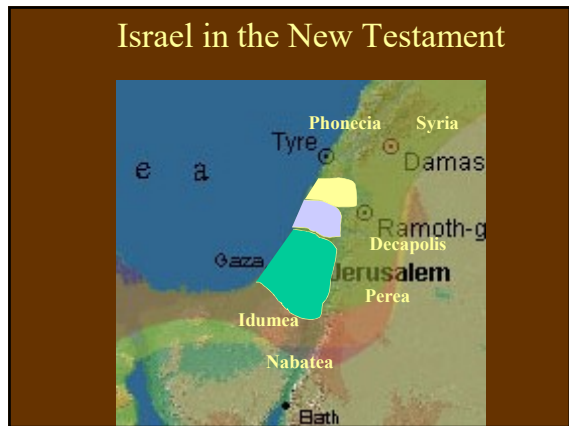 Israel in the New Testament
Phonecia Syria
Tyre
Damas
e a
Ramoth-g
Decapolis
Gaza
Jerusalem
Perea
Idumea
Nabatea
Elath